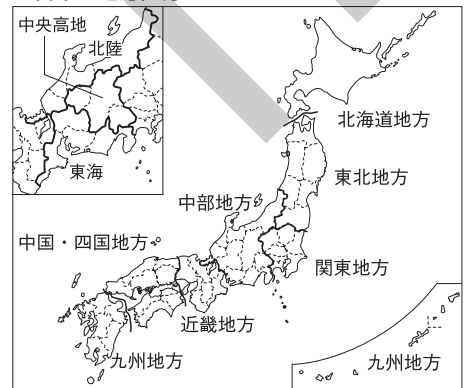 中央高地
北陸
東海
北海道地方
東北地方
中部地方
中国・四国地方
関東地方
近畿地方
九州地方
九州地方